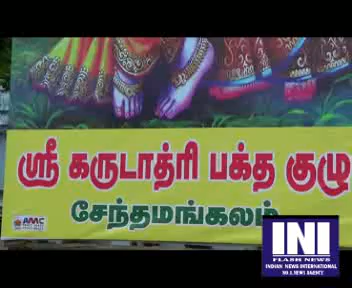 ஸ்ரீ கருடாத்ரி பக்த குழு
சேந்தமங்கலம்
AMC
INI
FLASH NEWS
INDIAN NEWS INTERNATIONAL